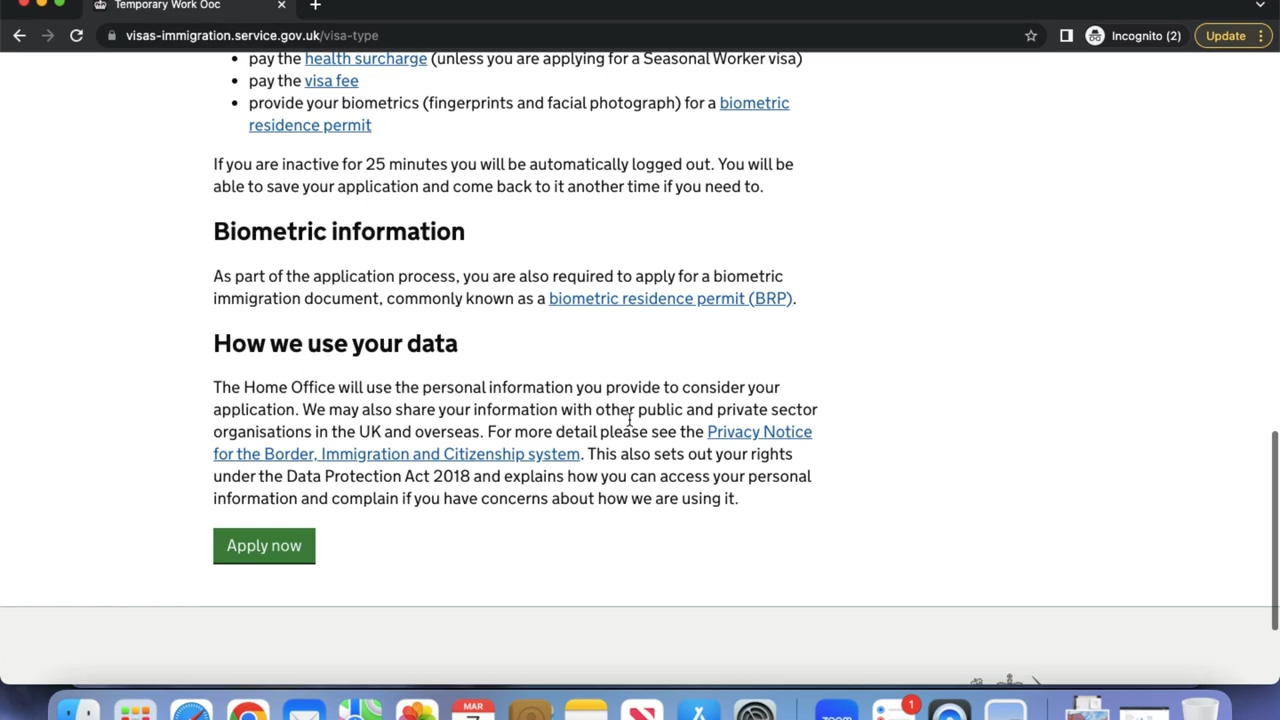 Temporary Work Ooc
visas-immigration.service.gov.uk/visa-type
Incognito (2)
Update
pay the health surcharge (unless you are applying for a Seasonal Worker visa)
pay the visa fee
provide your biometrics (fingerprints and facial photograph) for a biometric
residence permit
If you are inactive for 25 minutes you will be automatically logged out. You will be
able to save your application and come back to it another time if you need to.
Biometric information
As part of the application process, you are also required to apply for a biometric
immigration document, commonly known as a biometric residence permit (BRP).
How we use your data
The Home Office will use the personal information you provide to consider your
application. We may also share your information with other public and private sector
organisations in the UK and overseas. For more detail please see the Privacy Notice
for the Border, Immigration and Citizenship system. This also sets out your rights
under the Data Protection Act 2018 and explains how you can access your personal
information and complain if you have concerns about how we are using it.
Apply now
MAR
1
zoom